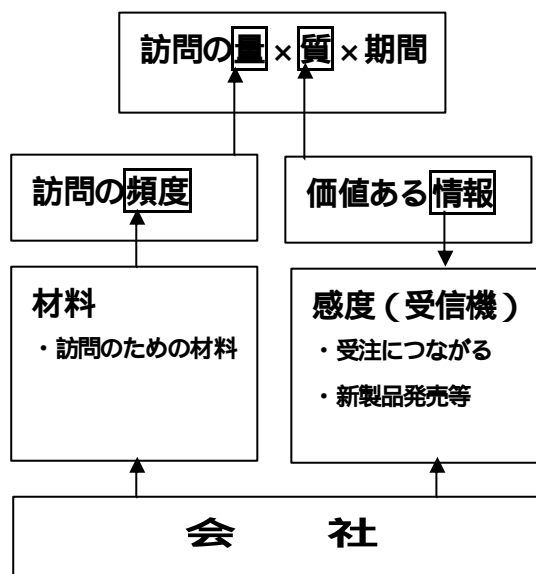 訪問の量×質×期間
訪問の頻度
価値ある情報
材料
・訪問のための材料
感度（受信機）
・受注につながる
・新製品発売等
会　社